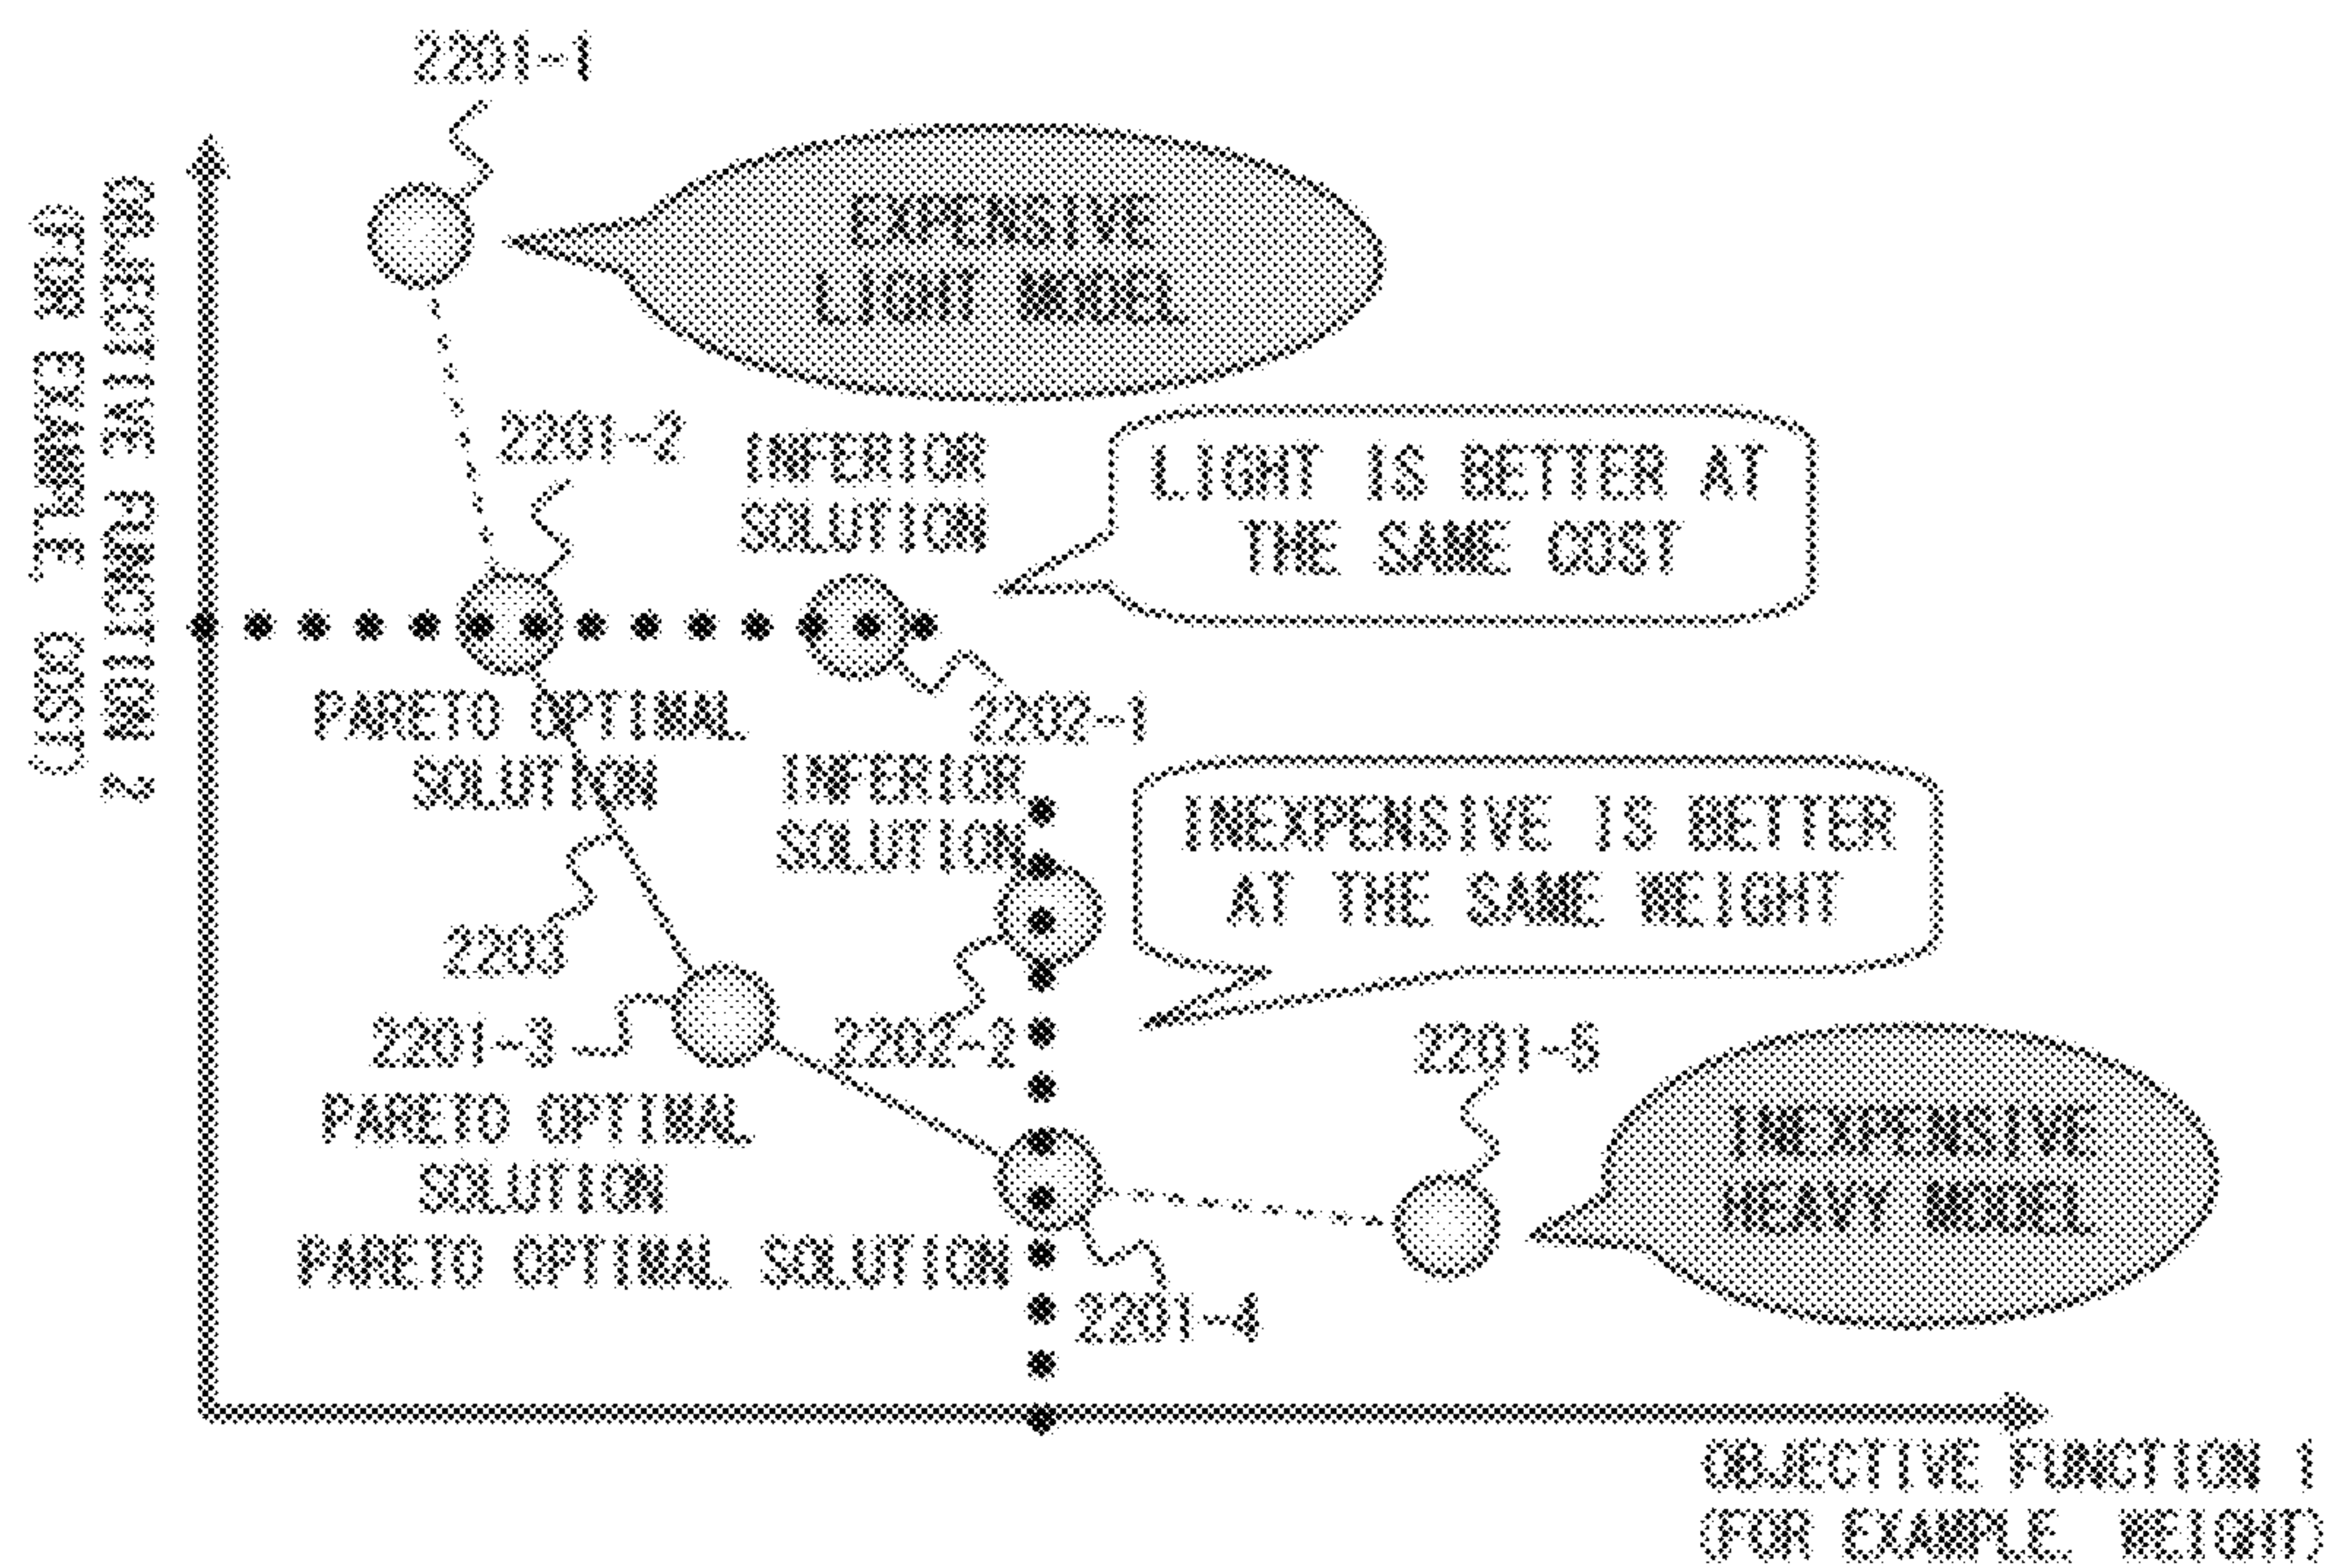 2201-1
EXPENSIVE
LIGHT MODEL
OBJECTIVE FUNCTION 2
(FOR EXAMPLE, COST)
2201-2
INFERIOR
SOLUTION
LIGHT IS BETTER AT
THE SAME COST
PARETO OPTIMAL
SOLUTION
2202-1
INFERIOR
SOLUTION
INEXPENSIVE IS BETTER
AT THE SAME WEIGHT
2203
2201-3
2202-2
2201-5
PARETO OPTIMAL
SOLUTION
INEXPENSIVE
HEAVY MODEL
PARETO OPTIMAL SOLUTION
2201-4
OBJECTIVE FUNCTION 1
(FOR EXAMPLE, WEIGHT)